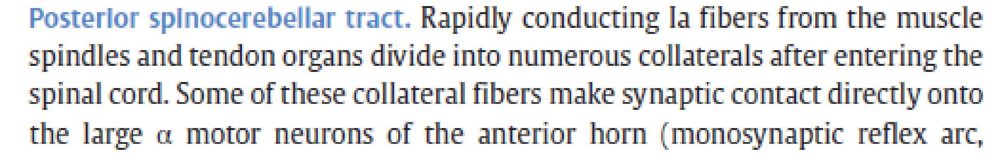 Posterior spinocerebellar tract. Rapidly conducting Ia fibers from the muscle
spindles and tendon organs divide into numerous collaterals after entering the
spinal cord. Some of these collateral fibers make synaptic contact directly onto
the large α motor neurons of the anterior horn (monosynaptic reflex arc,